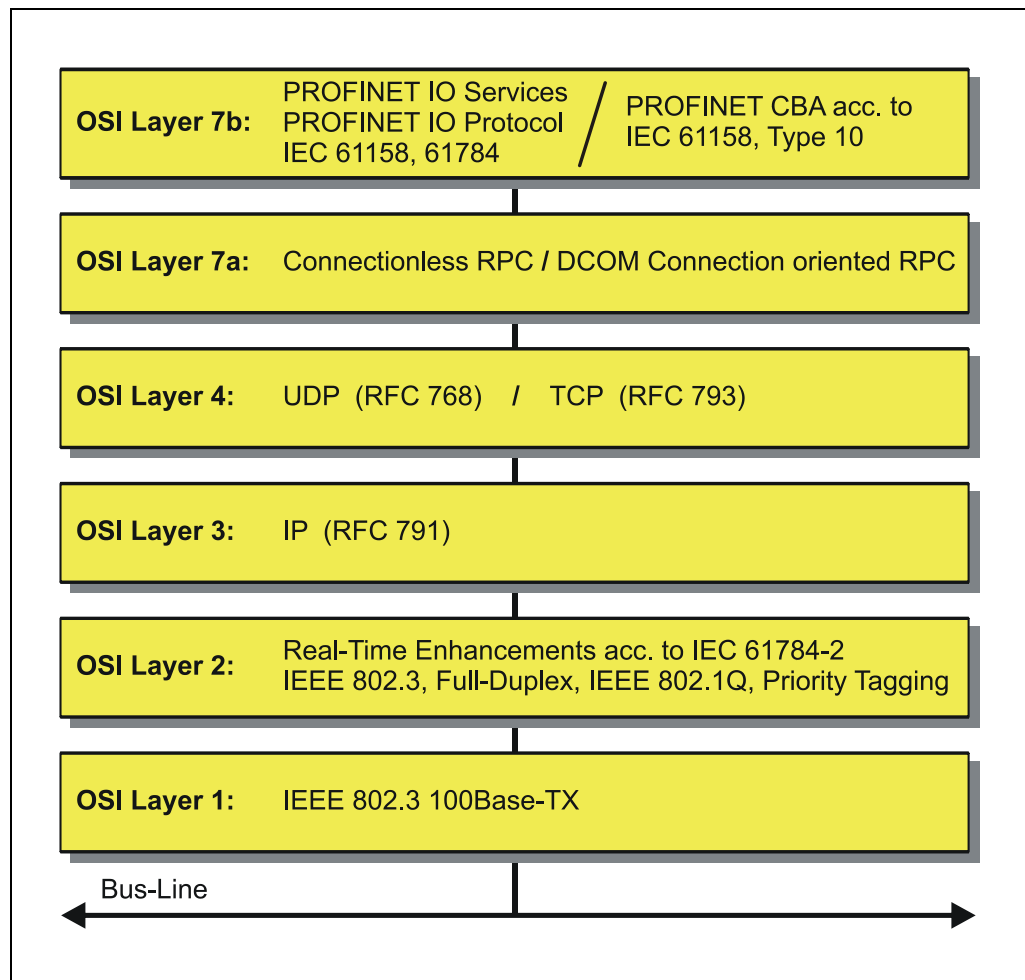 OSI Layer 7b:
PROFINET IO Services
PROFINET IO Protocol
IEC 61158, 61784
/
PROFINET CBA acc. to
IEC 61158, Type 10
OSI Layer 7a: Connectionless RPC / DCOM Connection oriented RPC
OSI Layer 4: UDP (RFC 768) / TCP (RFC 793)
OSI Layer 3: IP (RFC 791)
OSI Layer 2:
Real-Time Enhancements acc. to IEC 61784-2
IEEE 802.3, Full-Duplex, IEEE 802.1Q, Priority Tagging
OSI Layer 1: IEEE 802.3 100Base-TX
Bus-Line